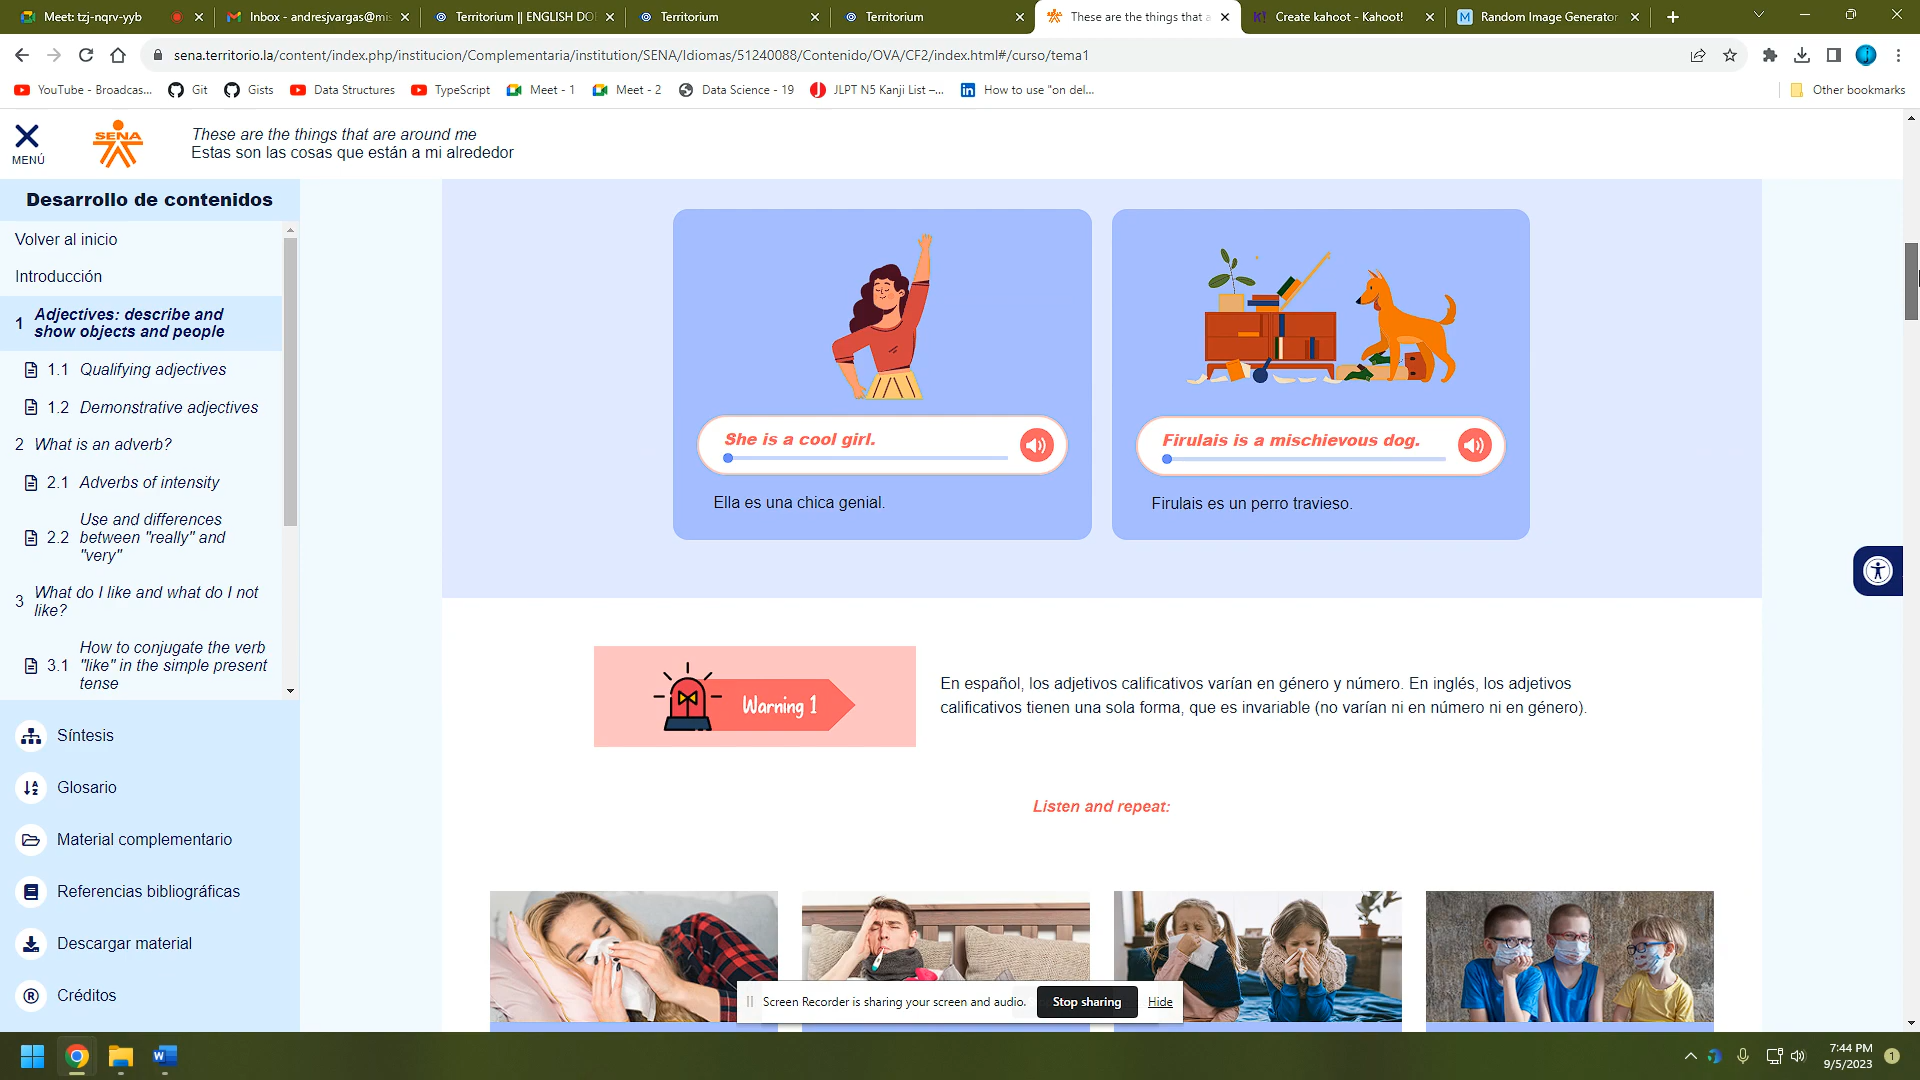 Meet: tzj-nqrv-yyb
Inbox - andresjvargas@mis
Territorium || ENGLISH DO
Territorium
Territorium
These are the things that a
Create kahoot - Kahoot!
Random Image Generator
sena.territorio.la/content/index.php/institucion/Complementaria/institution/SENA/Idiomas/51240088/Contenido/OVA/CF2/index.html#/curso/tema1
YouTube - Broadcas...
Git
Gists
Data Structures
TypeScript
Meet - 1
Meet - 2
Data Science - 19
JLPT N5 Kanji List –...
How to use "on del...
Other bookmarks
MENÚ
SENA
These are the things that are around me
Estas son las cosas que están a mi alrededor
Desarrollo de contenidos
Volver al inicio
Introducción
1 Adjectives: describe and
show objects and people
1.1 Qualifying adjectives
1.2 Demonstrative adjectives
2 What is an adverb?
2.1 Adverbs of intensity
2.2 Use and differences
between "really" and
"very"
3 What do I like and what do I not
like?
3.1 How to conjugate the verb
"like" in the simple present
tense
Síntesis
Glosario
Material complementario
Referencias bibliográficas
Descargar material
Créditos
She is a cool girl.
Ella es una chica genial.
Firulais is a mischievous dog.
Firulais es un perro travieso.
Warning 1
En español, los adjetivos calificativos varían en género y número. En inglés, los adjetivos
calificativos tienen una sola forma, que es invariable (no varían ni en número ni en género).
Listen and repeat:
Screen Recorder is sharing your screen and audio.
Stop sharing
Hide
7:44 PM
9/5/2023
1